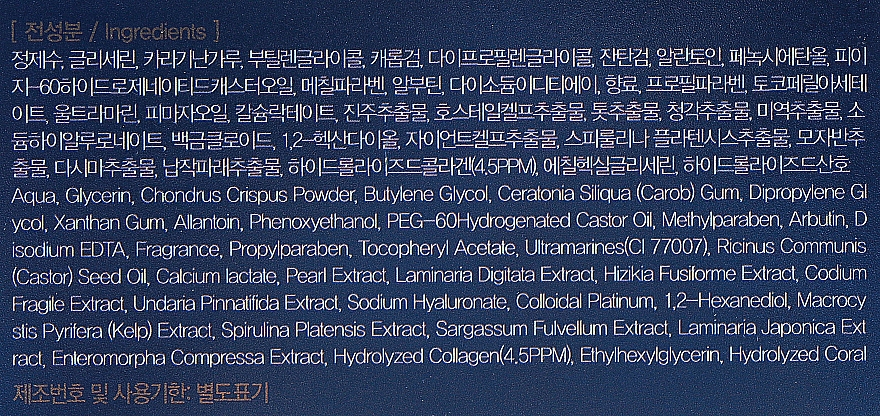 [ 전성분 / Ingredients ]
정제수, 글리세린, 카라기난가루, 부틸렌글라이콜, 캐롭검, 다이프로필렌글라이콜, 잔탄검, 알란토인, 페녹시에탄올, 피이
지-60하이드로제네이티드캐스터오일, 메칠파라벤, 알부틴, 다이소듐이디티에이, 향료, 프로필파라벤, 토코페릴아세테
이트, 울트라마린, 피마자오일, 칼슘락테이트, 진주추출물, 호스테일켈프추출물, 톳추출물, 청각추출물, 미역추출물, 소
듐하이알루로네이트, 백금클로이드, 1,2-헥산다이올, 자이언트켈프추출물, 스피룰리나 플라텐시스추출물, 모자반추
출물, 다시마추출물, 납작파래추출물, 하이드롤라이즈드콜라겐(4.5PPM), 에칠헥실글리세린, 하이드롤라이즈드산호
Aqua, Glycerin, Chondrus Crispus Powder, Butylene Glycol, Ceratonia Siliqua (Carob) Gum, Dipropylene Gl
ycol, Xanthan Gum, Allantoin, Phenoxyethanol, PEG-60Hydrogenated Castor Oil, Methylparaben, Arbutin, D
isodium EDTA, Fragrance, Propylparaben, Tocopheryl Acetate, Ultramarines(CI 77007), Ricinus Communis
(Castor) Seed Oil, Calcium lactate, Pearl Extract, Laminaria Digitata Extract, Hizikia Fusiforme Extract, Codium
Fragile Extract, Undaria Pinnatifida Extract, Sodium Hyaluronate, Colloidal Platinum, 1,2-Hexanediol, Macrocy
stis Pyrifera (Kelp) Extract, Spirulina Platensis Extract, Sargassum Fulvellum Extract, Laminaria Japonica Ext
ract, Enteromorpha Compressa Extract, Hydrolyzed Collagen(4.5PPM), Ethylhexylglycerin, Hydrolyzed Coral
제조번호 및 사용기한: 별도표기